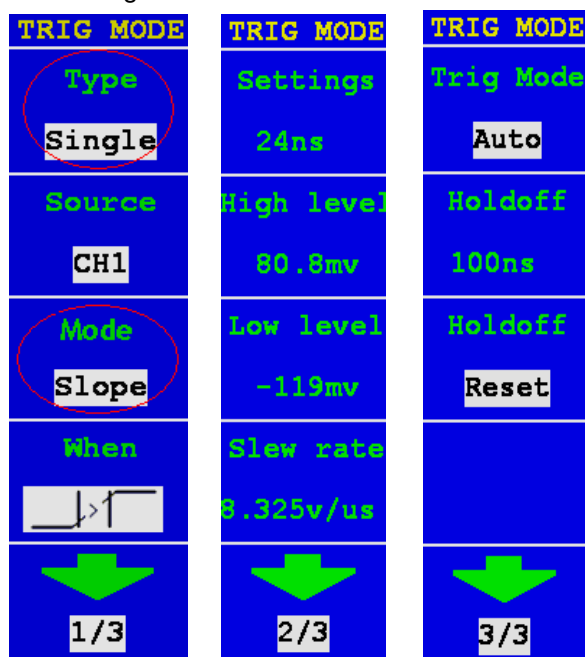 TRIG MODE
Type
Single
Source
CH1
Mode
Slope
When
1/3
TRIG MODE
Settings
24ns
High level
80.8mv
Low level
-119mv
Slew rate
8.325v/us
2/3
TRIG MODE
Trig Mode
Auto
Holdoff
100ns
Holdoff
Reset
3/3